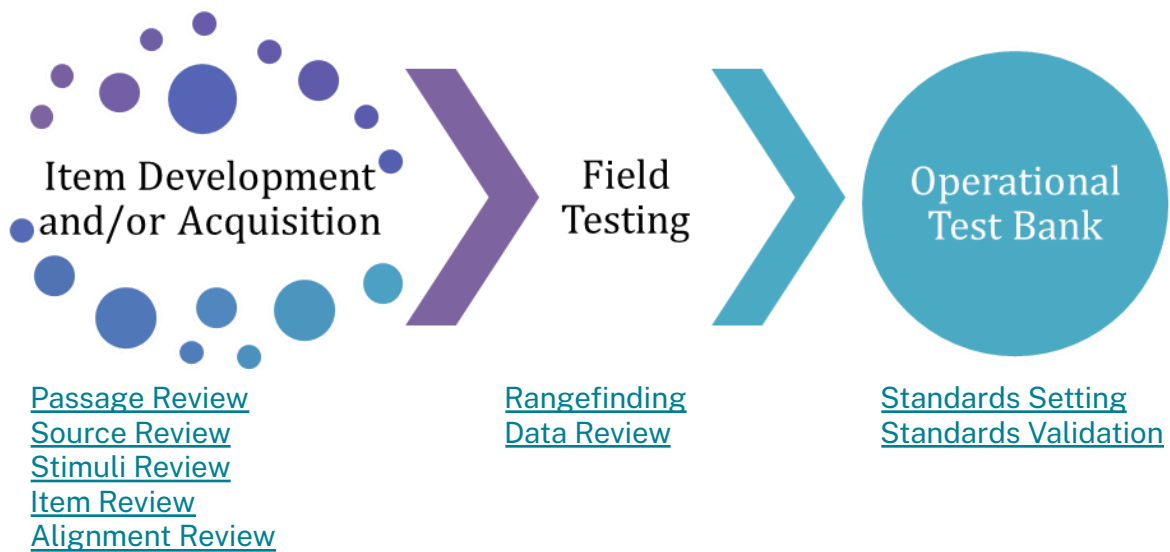 Item Development
and/or Acquisition
Field
Testing
Operational
Test Bank
Passage Review
Source Review
Stimuli Review
Item Review
Alignment Review
Rangefinding
Data Review
Standards Setting
Standards Validation